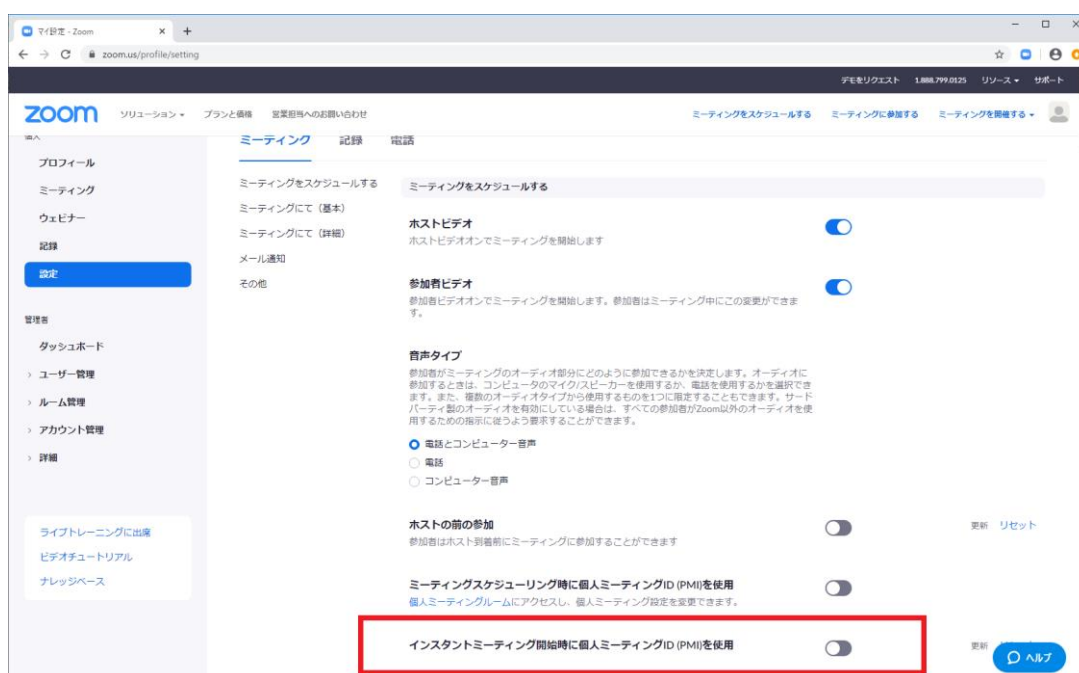 マイ設定 - Zoom
zoom.us/profile/setting
デモをリクエスト 1.888.799.0125 リソース サポート
zoom ソリューション プランと価格 営業担当へのお問い合わせ ミーティングをスケジュールする ミーティングに参加する ミーティングを開催する
個人
プロフィール
ミーティング
ウェビナー
記録
設定
管理者
ダッシュボード
ユーザー管理
ルーム管理
アカウント管理
詳細
ライブトレーニングに出席
ビデオチュートリアル
ナレッジベース
ミーティング 記録 電話
ミーティングをスケジュールする
ミーティングにて（基本）
ミーティングにて（詳細）
メール通知
その他
ミーティングをスケジュールする
ホストビデオ
ホストビデオオンでミーティングを開始します
参加者ビデオ
参加者ビデオオンでミーティングを開始します。参加者はミーティング中にこの変更ができま
す。
音声タイプ
参加者がミーティングのオーディオ部分にどのように参加できるかを決定します。オーディオに
参加するときは、コンピュータのマイク/スピーカーを使用するか、電話を使用するかを選択でき
ます。また、複数のオーディオタイプから使用するものを1つに限定することもできます。サード
パーティ製のオーディオを有効にしている場合は、すべての参加者がZoom以外のオーディオを使
用するための指示に従うよう要求することができます。
電話とコンピューター音声
電話
コンピューター音声
ホストの前の参加
参加者はホスト到着前にミーティングに参加することができます
更新 リセット
ミーティングスケジューリング時に個人ミーティングID (PMI)を使用
個人ミーティングルームにアクセスし、個人ミーティング設定を変更できます。
インスタントミーティング開始時に個人ミーティングID (PMI)を使用
更新
ヘルプ